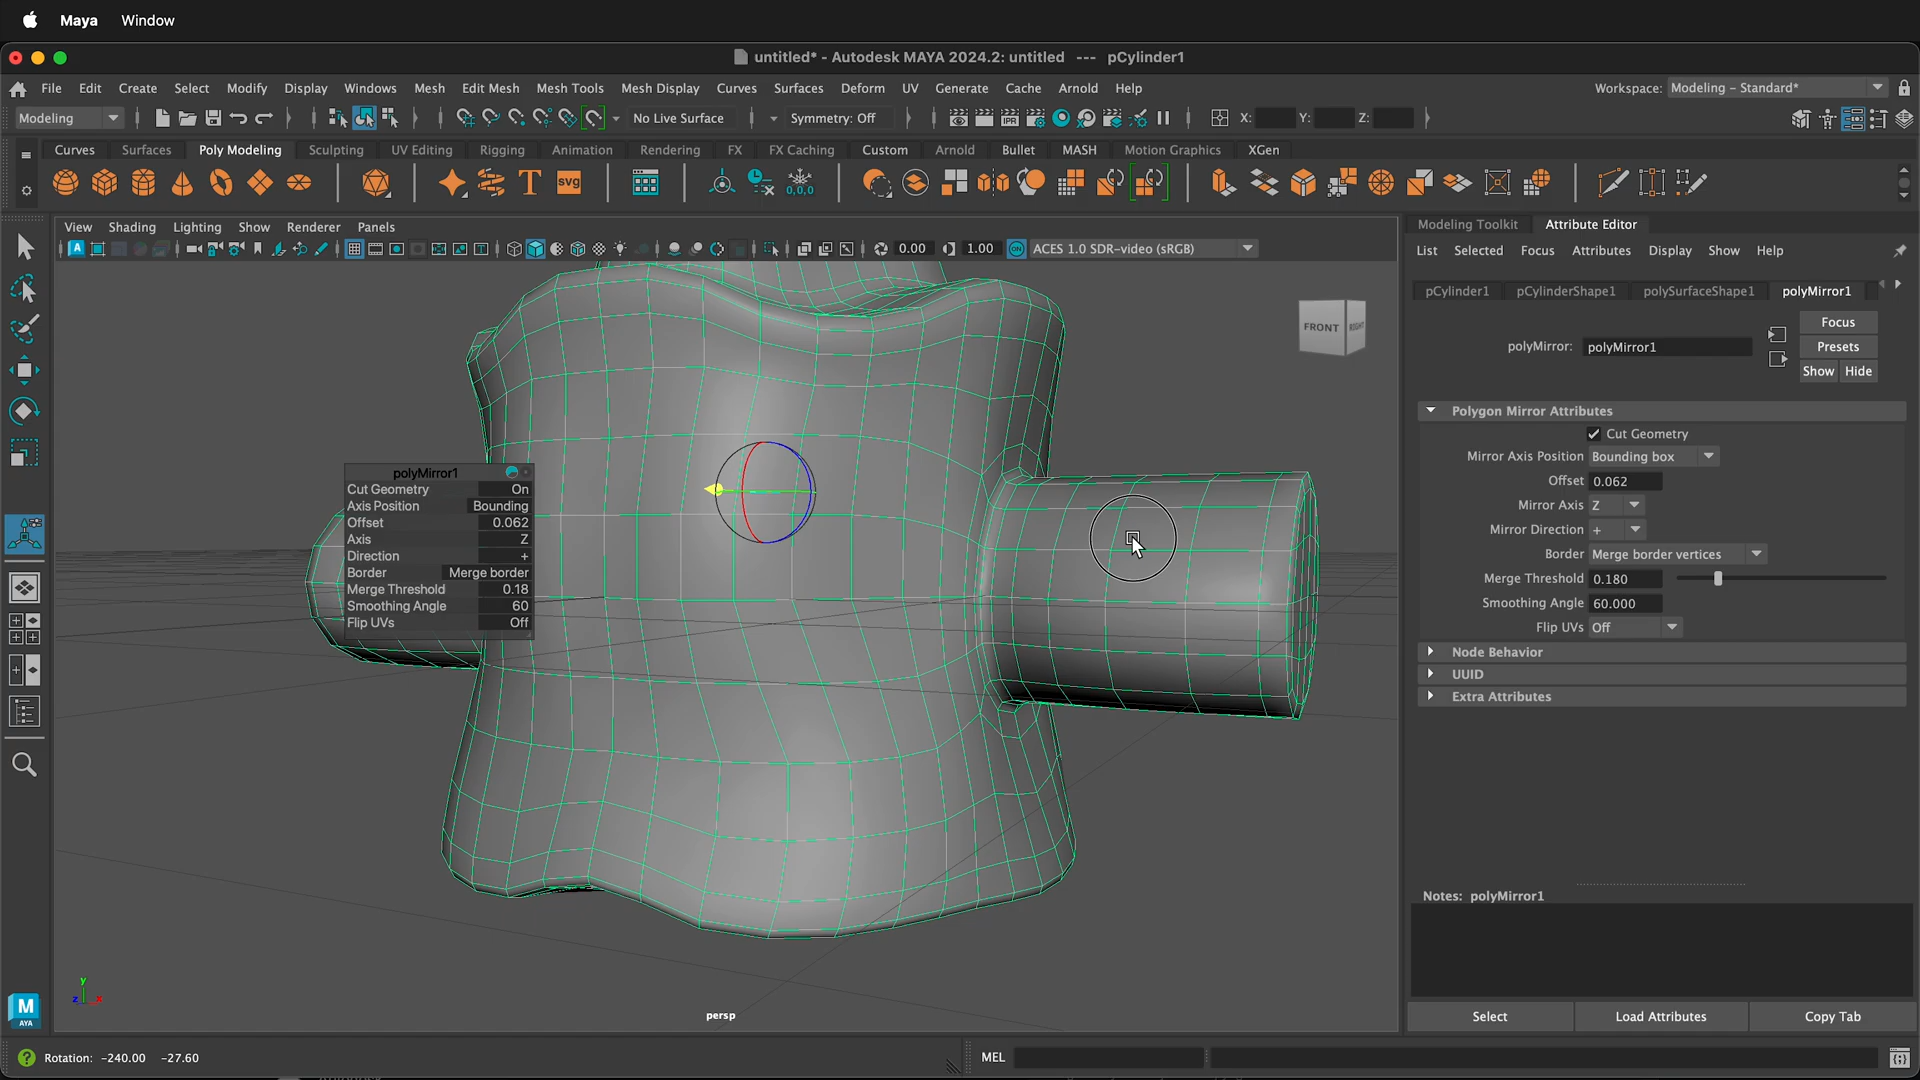 Maya Window
untitled* - Autodesk MAYA 2024.2: untitled --- pCylinder1
File Edit Create Select Modify Display Windows Mesh Edit Mesh Mesh Tools Mesh Display Curves Surfaces Deform UV Generate Cache Arnold Help
Workspace: Modeling - Standard*
Modeling No Live Surface Symmetry: Off X: Y: Z:
Curves Surfaces Poly Modeling Sculpting UV Editing Rigging Animation Rendering FX FX Caching Custom Arnold Bullet MASH Motion Graphics XGen
T svg 0,0,0
View Shading Lighting Show Renderer Panels
0.00 1.00 ON ACES 1.0 SDR-video (sRGB)
FRONT RIGHT
polyMirror1
Cut Geometry On
Axis Position Bounding
Offset 0.062
Axis Z
Direction +
Border Merge border
Merge Threshold 0.18
Smoothing Angle 60
Flip UVs Off
y
z x
persp
Modeling Toolkit Attribute Editor
List Selected Focus Attributes Display Show Help
pCylinder1 pCylinderShape1 polySurfaceShape1 polyMirror1
polyMirror: polyMirror1
Focus
Presets
Show Hide
Polygon Mirror Attributes
Cut Geometry
Mirror Axis Position Bounding box
Offset 0.062
Mirror Axis Z
Mirror Direction +
Border Merge border vertices
Merge Threshold 0.180
Smoothing Angle 60.000
Flip UVs Off
Node Behavior
UUID
Extra Attributes
Notes: polyMirror1
Select Load Attributes Copy Tab
M
AYA
Rotation: -240.00 -27.60
MEL